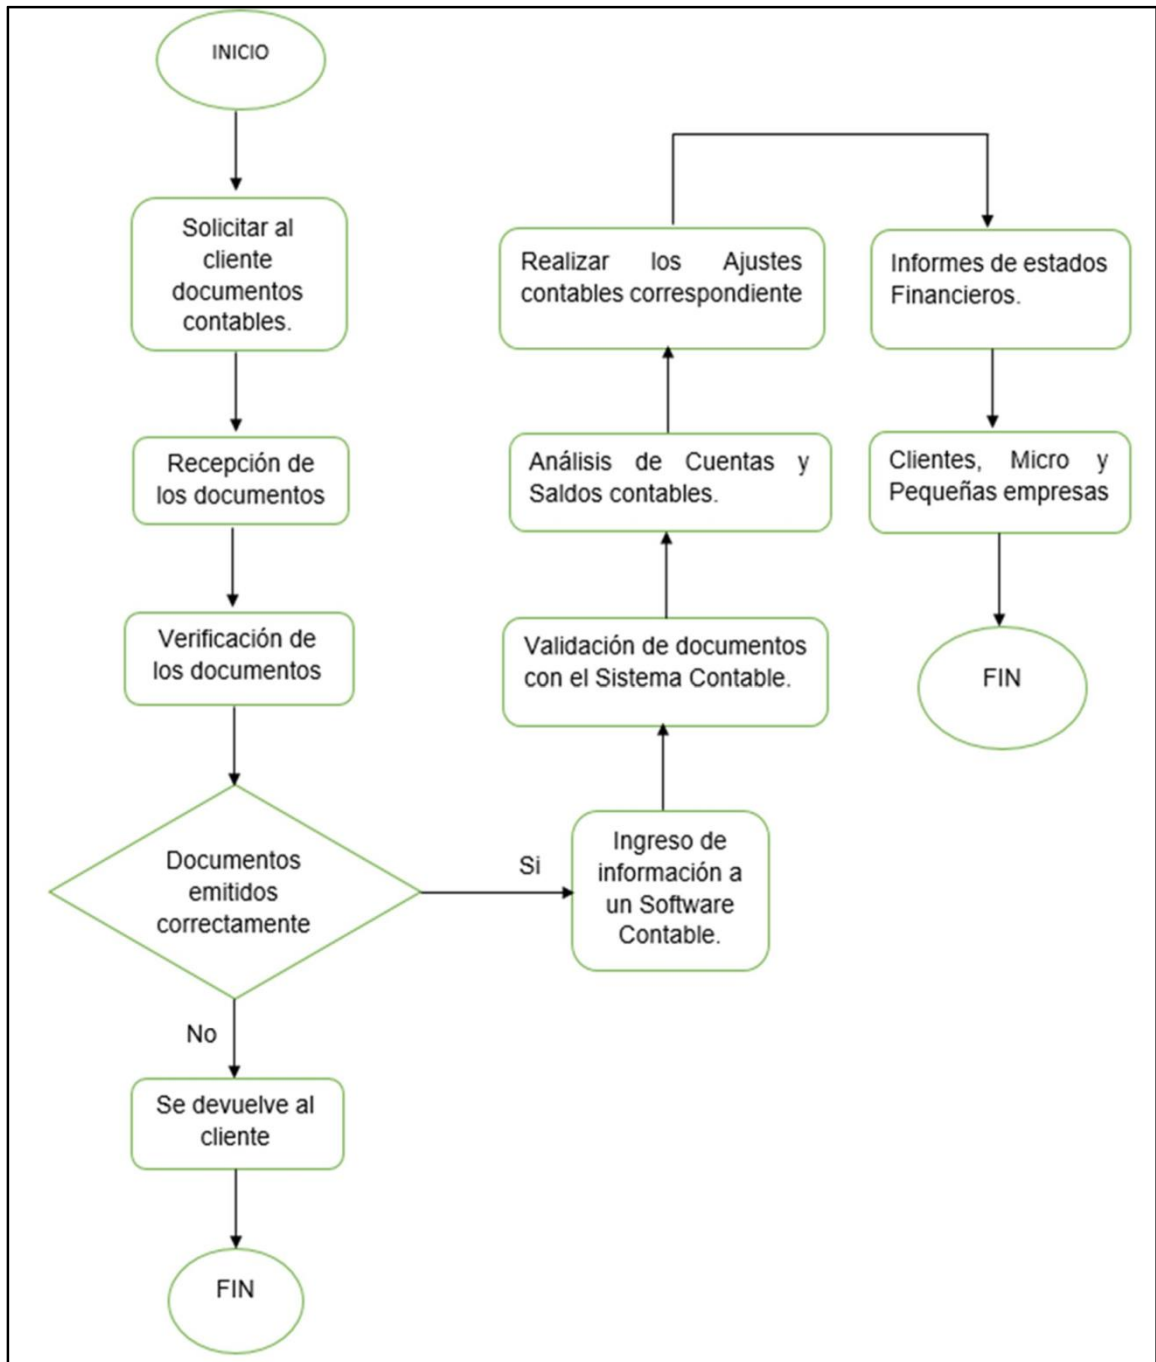 INICIO
Solicitar al
cliente
documentos
contables.
Recepción de
los documentos
Verificación de
los documentos
Documentos
emitidos
correctamente
No
Se devuelve al
cliente
FIN
Si
Ingreso de
información a
un Software
Contable.
Validación de documentos
con el Sistema Contable.
Análisis de Cuentas y
Saldos contables.
Realizar los Ajustes
contables correspondiente
Informes de estados
Financieros.
Clientes, Micro y
Pequeñas empresas
FIN